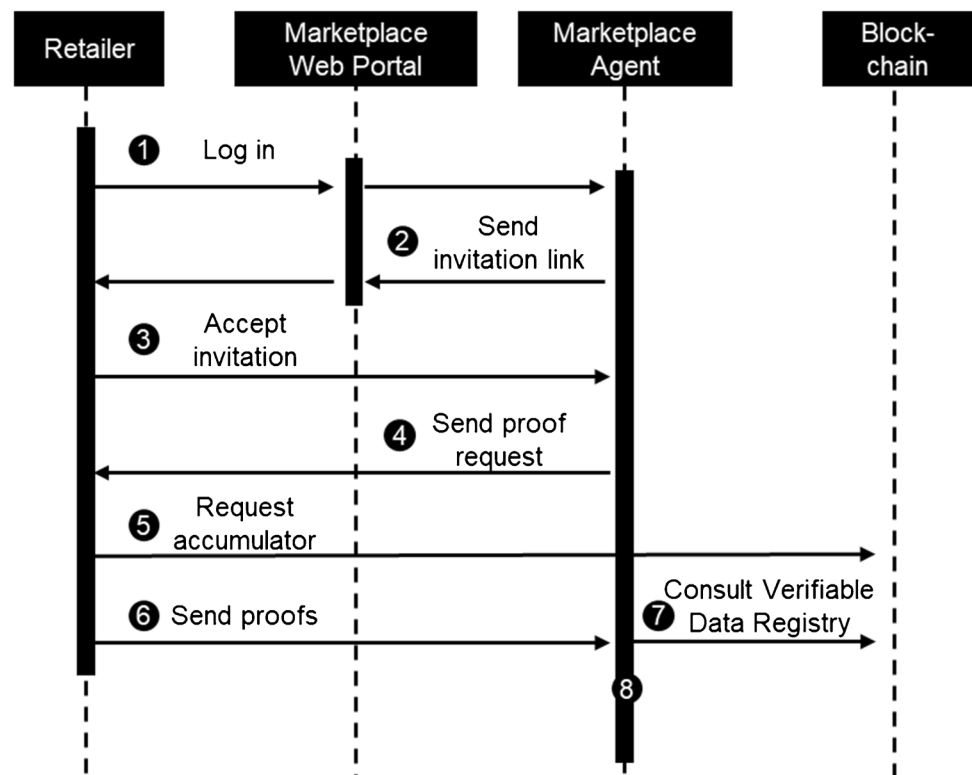 Retailer
Marketplace
Web Portal
Marketplace
Agent
Block-
chain
1 Log in
2 Send
invitation link
3 Accept
invitation
4 Send proof
request
5 Request
accumulator
6 Send proofs
7 Consult Verifiable
Data Registry
8